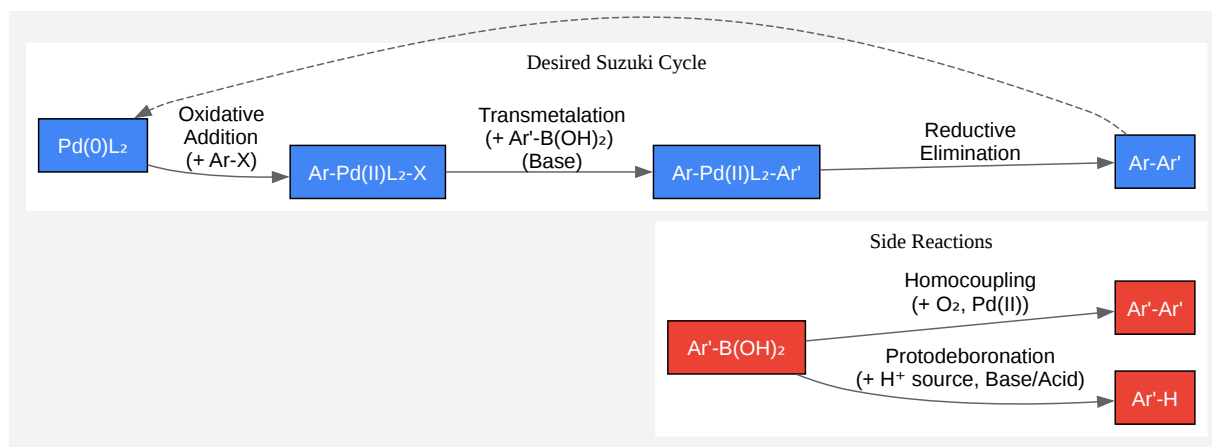 Desired Suzuki Cycle
Pd(0)L₂
Oxidative
Addition
(+ Ar-X)
Ar-Pd(II)L₂-X
Transmetalation
(+ Ar'-B(OH)₂)
(Base)
Ar-Pd(II)L₂-Ar'
Reductive
Elimination
Ar-Ar'
Side Reactions
Ar'-B(OH)₂
Homocoupling
(+ O₂, Pd(II))
Ar'-Ar'
Protodeboronation
(+ H⁺ source, Base/Acid)
Ar'-H